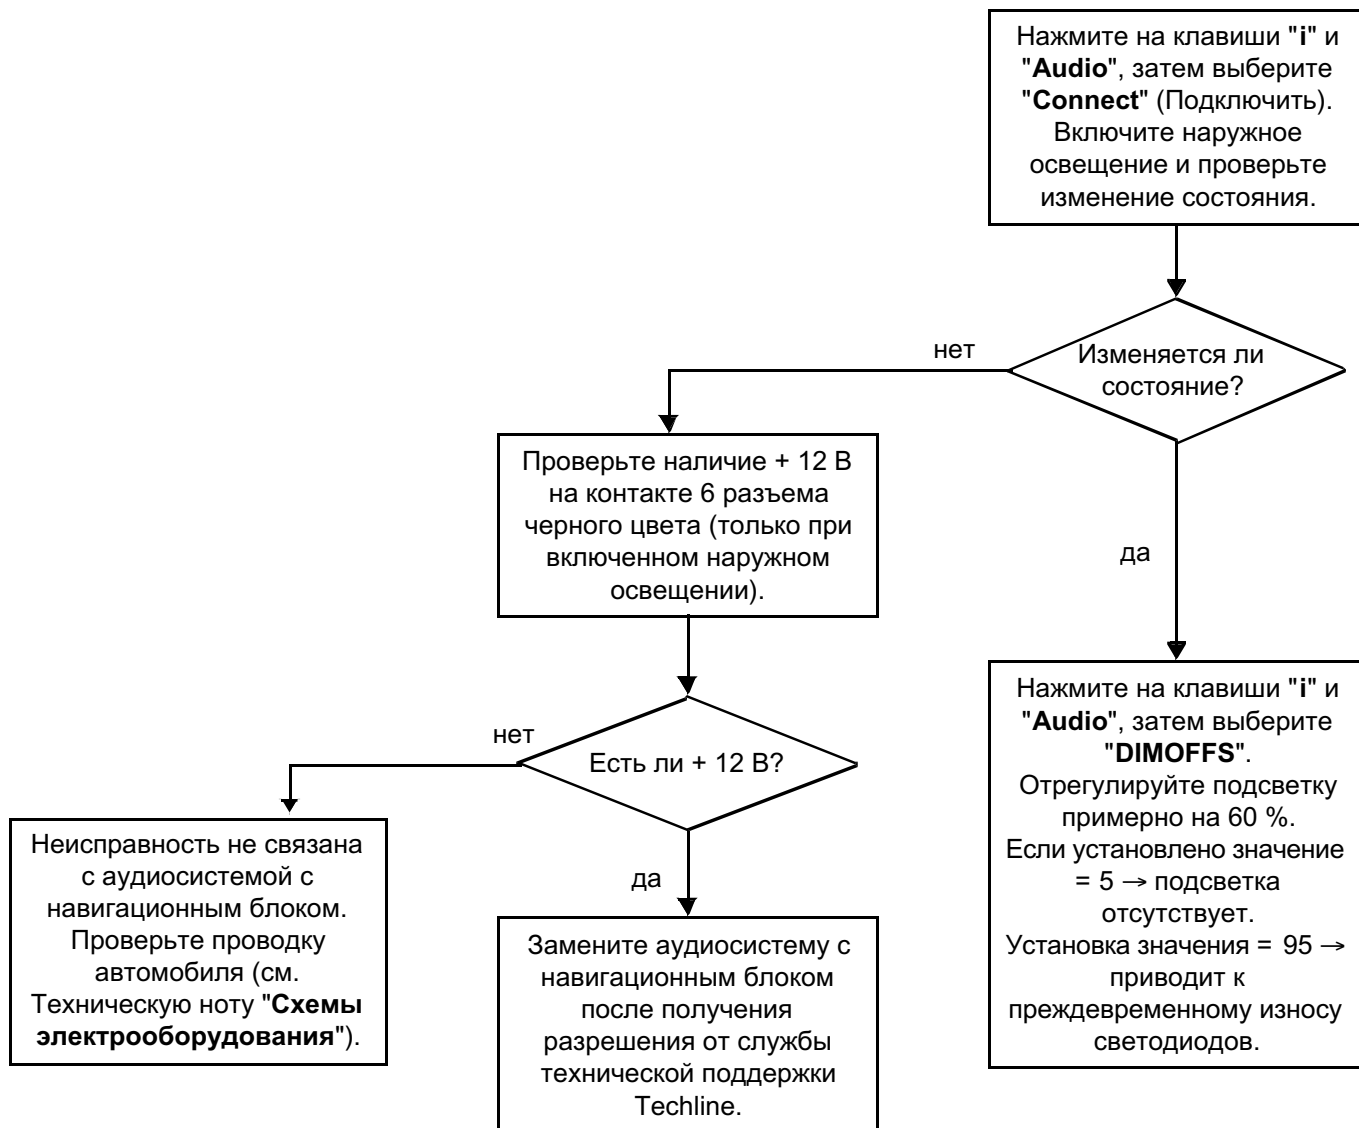 Нажмите на клавиши "i" и
"Audio", затем выберите
"Connect" (Подключить).
Включите наружное
освещение и проверьте
изменение состояния.
нет
Изменяется ли
состояние?
Проверьте наличие + 12 В
на контакте 6 разъема
черного цвета (только при
включенном наружном
освещении).
да
нет
Есть ли + 12 В?
Нажмите на клавиши "i" и
"Audio", затем выберите
"DIMOFFS".
Отрегулируйте подсветку
примерно на 60 %.
Если установлено значение
= 5 → подсветка
отсутствует.
Установка значения = 95 →
приводит к
преждевременному износу
светодиодов.
Неисправность не связана
с аудиосистемой с
навигационным блоком.
Проверьте проводку
автомобиля (см.
Техническую ноту "Схемы
электрооборудования").
да
Замените аудиосистему с
навигационным блоком
после получения
разрешения от службы
технической поддержки
Techline.